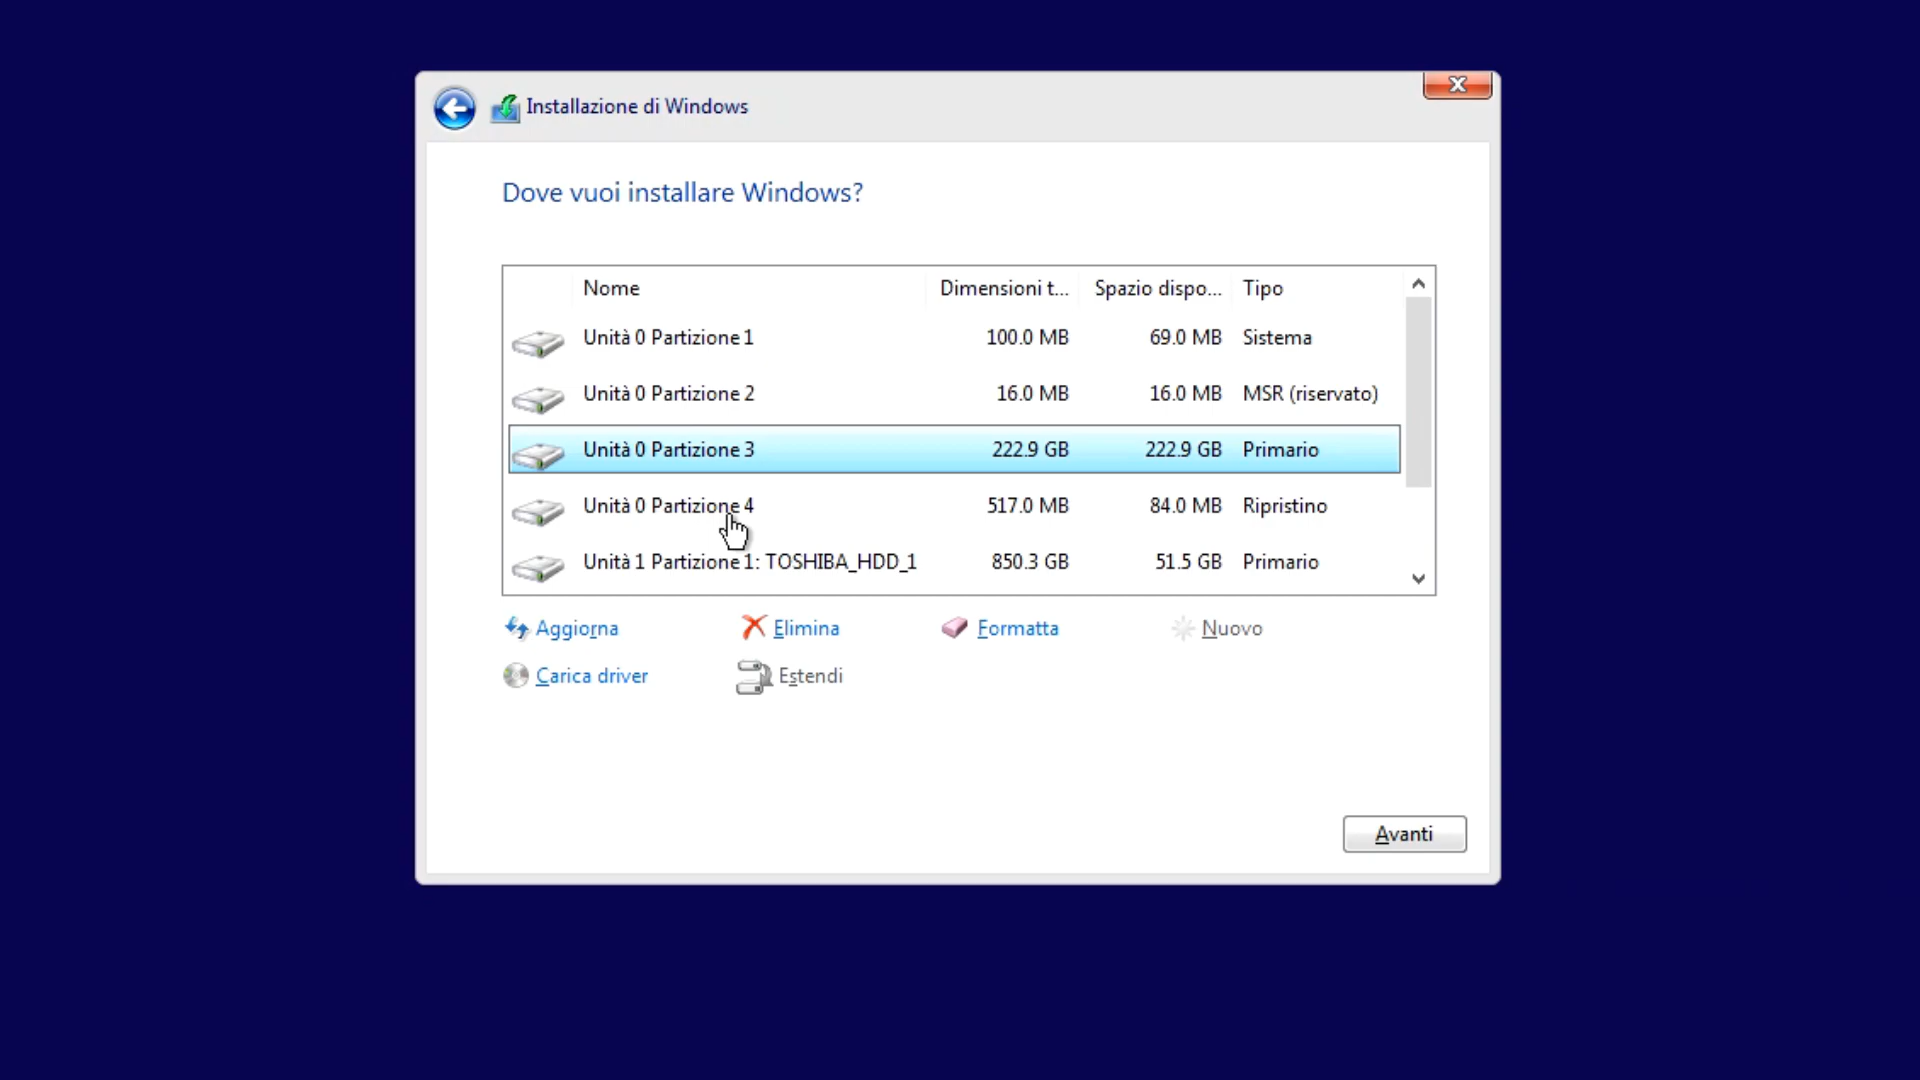 Installazione di Windows
Dove vuoi installare Windows?
Nome Dimensioni t... Spazio dispo... Tipo
Unità 0 Partizione 1 100.0 MB 69.0 MB Sistema
Unità 0 Partizione 2 16.0 MB 16.0 MB MSR (riservato)
Unità 0 Partizione 3 222.9 GB 222.9 GB Primario
Unità 0 Partizione 4 517.0 MB 84.0 MB Ripristino
Unità 1 Partizione 1: TOSHIBA_HDD_1 850.3 GB 51.5 GB Primario
Aggiorna Elimina Formatta Nuovo
Carica driver Estendi
Avanti